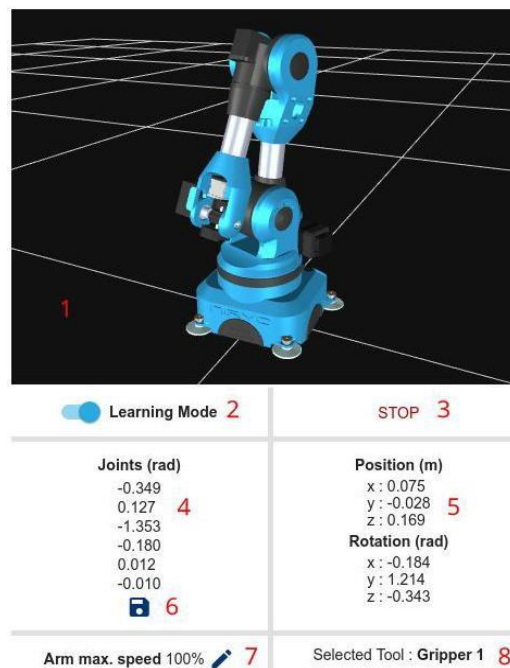 NIRYO
1
Learning Mode 2
STOP 3
Joints (rad)
-0.349
0.127 4
-1.353
-0.180
0.012
-0.010
6
Position (m)
x : 0.075
y : -0.028 5
z : 0.169
Rotation (rad)
x : -0.184
y : 1.214
z : -0.343
Arm max. speed 100% 7
Selected Tool : Gripper 1 8